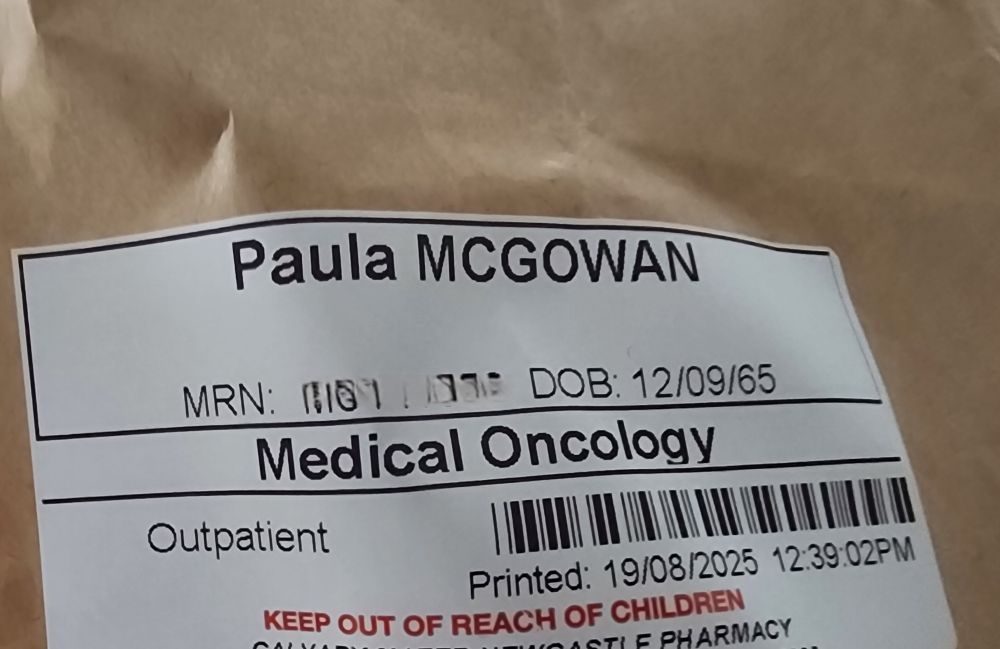 Paula MCGOWAN
MRN: DOB: 12/09/65
Medical Oncology
Outpatient
Printed: 19/08/2025 12:39:02PM
KEEP OUT OF REACH OF CHILDREN
NEWCASTLE PHARMACY